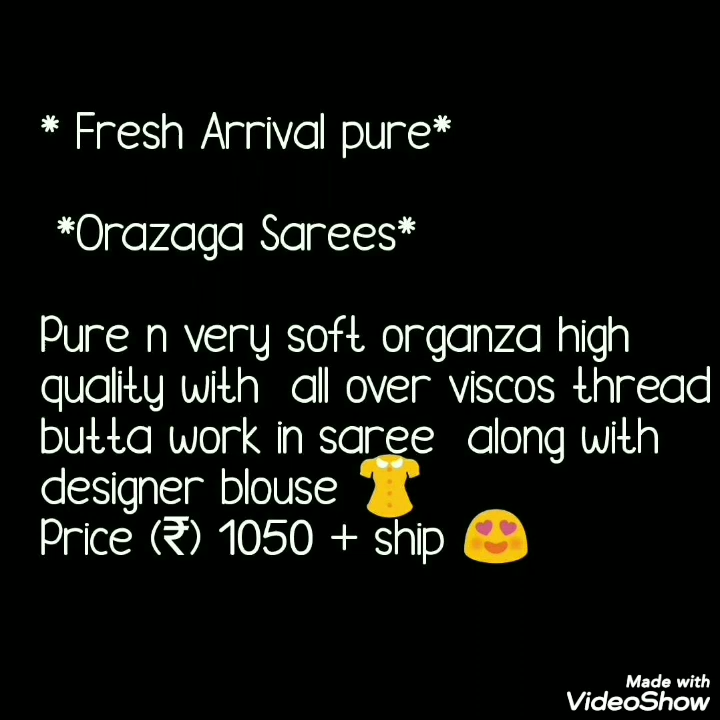 * Fresh Arrival pure*
*Orazaga Sarees*
Pure n very soft organza high
quality with all over viscos thread
butta work in saree along with
designer blouse 👚
Price (₹) 1050 + ship 😍
Made with
VideoShow